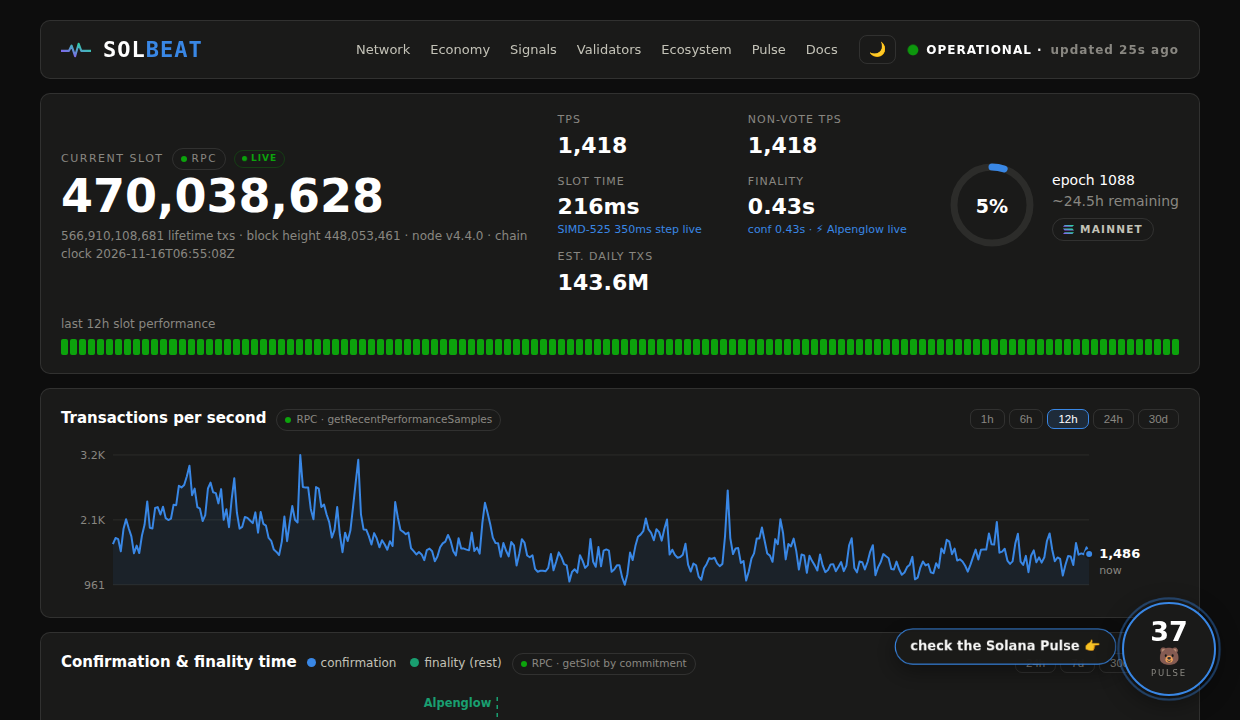 SOLBEAT
Network Economy Signals Validators Ecosystem Pulse Docs
OPERATIONAL · updated 25s ago
CURRENT SLOT RPC LIVE
470,038,628
566,910,108,681 lifetime txs · block height 448,053,461 · node v4.4.0 · chain
clock 2026-11-16T06:55:08Z
TPS
1,418
NON-VOTE TPS
1,418
SLOT TIME
216ms
SIMD-525 350ms step live
FINALITY
0.43s
conf 0.43s · ⚡ Alpenglow live
EST. DAILY TXS
143.6M
5%
epoch 1088
~24.5h remaining
MAINNET
last 12h slot performance
Transactions per second RPC · getRecentPerformanceSamples
1h 6h 12h 24h 30d
3.2K
2.1K
961
1,486
now
Confirmation & finality time confirmation finality (rest) RPC · getSlot by commitment
check the Solana Pulse 👉
37
🐻
PULSE
Alpenglow